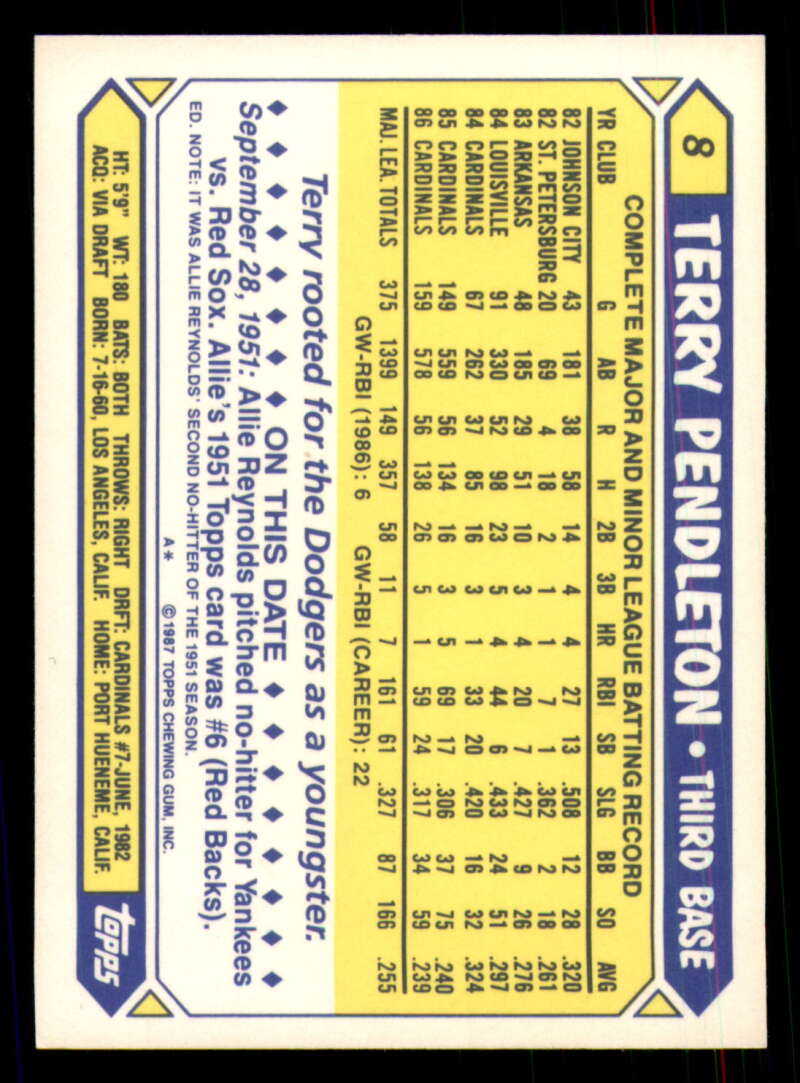 8 TERRY PENDLETON • THIRD BASE
COMPLETE MAJOR AND MINOR LEAGUE BATTING RECORD
YR CLUB G AB R H 2B 3B HR RBI SB SLG BB SO AVG
82 JOHNSON CITY 43 181 38 58 14 4 4 27 13 .508 12 28 .320
82 ST. PETERSBURG 20 69 4 18 2 1 1 7 1 .362 2 18 .261
83 ARKANSAS 48 185 29 51 10 3 4 20 7 .427 9 26 .276
84 LOUISVILLE 91 330 52 98 23 5 4 44 6 .433 24 51 .297
84 CARDINALS 67 262 37 85 16 3 1 33 20 .420 16 32 .324
85 CARDINALS 149 559 56 134 16 3 5 69 17 .306 37 75 .240
86 CARDINALS 159 578 56 138 26 5 1 59 24 .317 34 59 .239
MAJ. LEA. TOTALS 375 1399 149 357 58 11 7 161 61 .327 87 166 .255
GW-RBI (1986): 6 GW-RBI (CAREER): 22
Terry rooted for the Dodgers as a youngster.
◆ ◆ ◆ ◆ ◆ ◆ ◆ ◆ ON THIS DATE ◆ ◆ ◆ ◆ ◆ ◆ ◆ ◆
September 28, 1951: Allie Reynolds pitched no-hitter for Yankees
vs. Red Sox. Allie's 1951 Topps card was #6 (Red Backs).
ED. NOTE: IT WAS ALLIE REYNOLDS' SECOND NO-HITTER OF THE 1951 SEASON.
A* ©1987 TOPPS CHEWING GUM, INC.
HT: 5'9" WT: 180 BATS: BOTH THROWS: RIGHT DRFT: CARDINALS #7-JUNE, 1982
ACQ: VIA DRAFT BORN: 7-16-60, LOS ANGELES, CALIF. HOME: PORT HUENEME, CALIF.
TOPPS